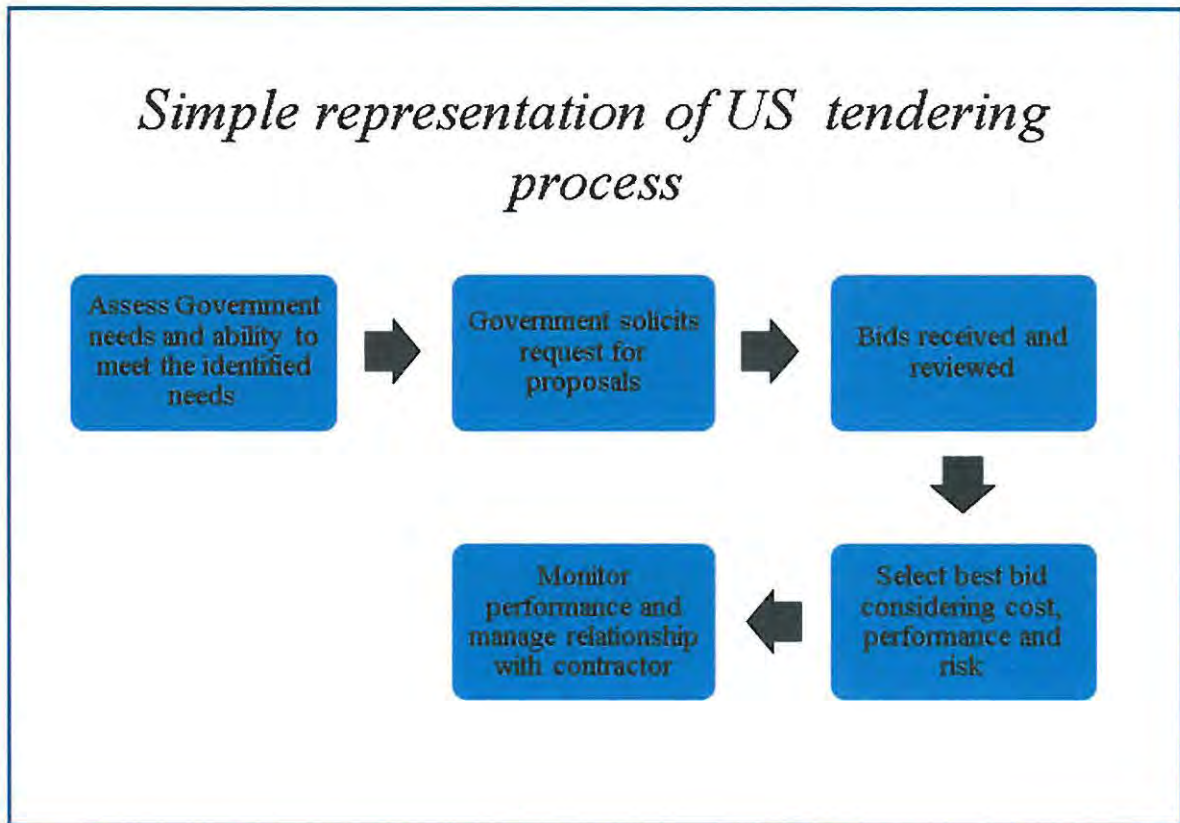 Simple representation of US tendering
process
Assess Government
needs and ability to
meet the identified
needs
Government solicits
request for
proposals
Bids received and
reviewed
Select best bid
considering cost,
performance and
risk
Monitor
performance and
manage relationship
with contractor